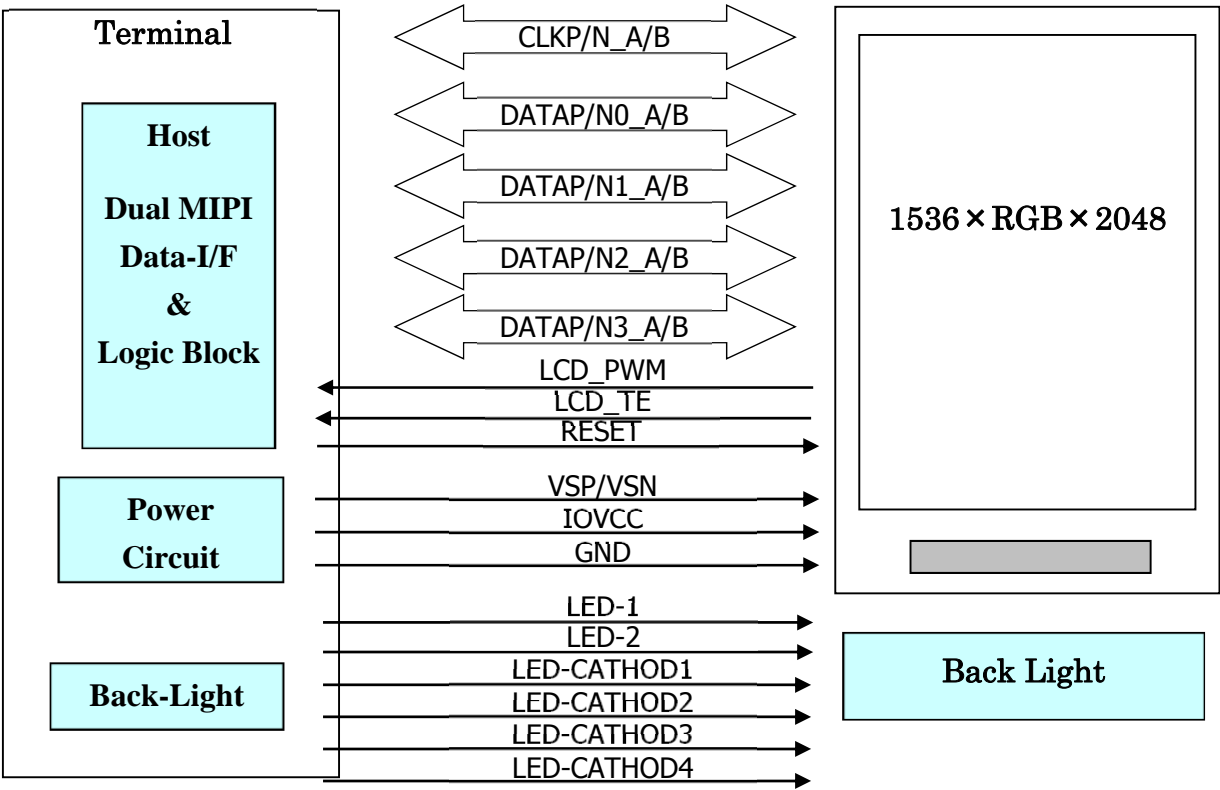 Terminal
Host
Dual MIPI
Data-I/F
&
Logic Block
Power
Circuit
Back-Light
CLKP/N_A/B
DATAP/N0_A/B
DATAP/N1_A/B
DATAP/N2_A/B
DATAP/N3_A/B
LCD_PWM
LCD_TE
RESET
VSP/VSN
IOVCC
GND
LED-1
LED-2
LED-CATHOD1
LED-CATHOD2
LED-CATHOD3
LED-CATHOD4
1536×RGB×2048
Back Light